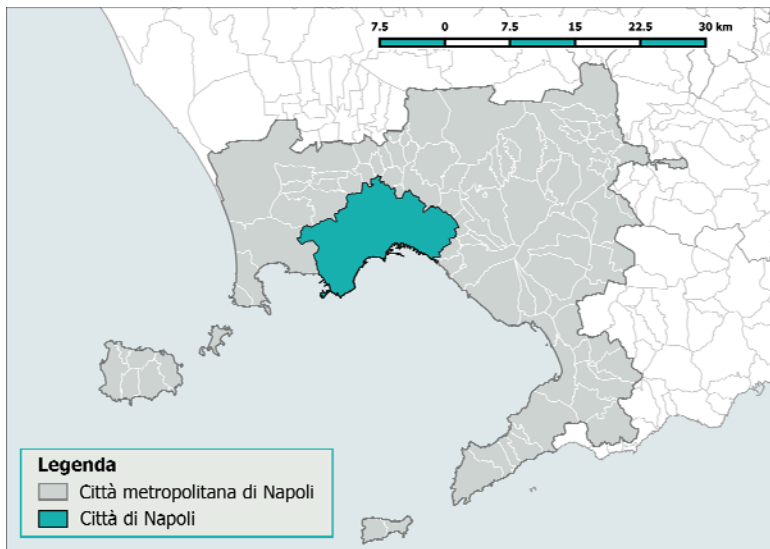 7.5 0 7.5 15 22.5 30 km
Legenda
Città metropolitana di Napoli
Città di Napoli